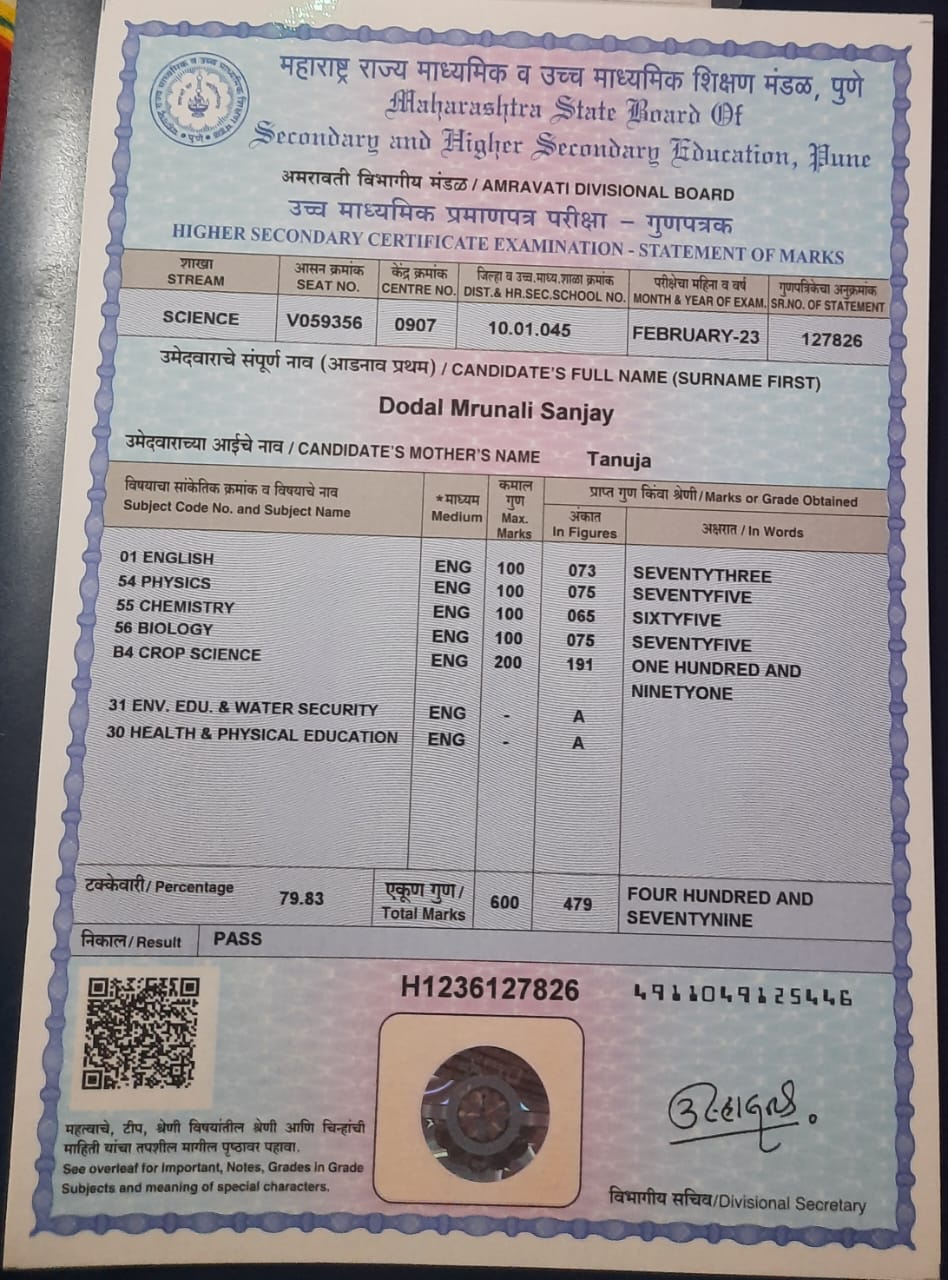 महाराष्ट्र राज्य माध्यमिक व उच्च माध्यमिक शिक्षण मंडळ, पुणे
Maharashtra State Board Of
Secondary and Higher Secondary Education, Pune
अमरावती विभागीय मंडळ / AMRAVATI DIVISIONAL BOARD
उच्च माध्यमिक प्रमाणपत्र परीक्षा – गुणपत्रक
HIGHER SECONDARY CERTIFICATE EXAMINATION - STATEMENT OF MARKS
शाखा आसन क्रमांक केंद्र क्रमांक जिल्हा व उच्च.माध्य.शाळा क्रमांक परीक्षेचा महिना व वर्ष गुणपत्रिकेचा अनुक्रमांक
STREAM SEAT NO. CENTRE NO. DIST.& HR.SEC.SCHOOL NO. MONTH & YEAR OF EXAM. SR.NO. OF STATEMENT
SCIENCE V059356 0907 10.01.045 FEBRUARY-23 127826
उमेदवाराचे संपूर्ण नाव (आडनाव प्रथम) / CANDIDATE'S FULL NAME (SURNAME FIRST)
Dodal Mrunali Sanjay
उमेदवाराच्या आईचे नाव / CANDIDATE'S MOTHER'S NAME Tanuja
विषयाचा सांकेतिक क्रमांक व विषयाचे नाव
Subject Code No. and Subject Name
*माध्यम
Medium
कमाल
गुण
Max.
Marks
प्राप्त गुण किंवा श्रेणी/Marks or Grade Obtained
अंकात
In Figures
अक्षरात / In Words
01 ENGLISH ENG 100 073 SEVENTYTHREE
54 PHYSICS ENG 100 075 SEVENTYFIVE
55 CHEMISTRY ENG 100 065 SIXTYFIVE
56 BIOLOGY ENG 100 075 SEVENTYFIVE
B4 CROP SCIENCE ENG 200 191 ONE HUNDRED AND
NINETYONE
31 ENV. EDU. & WATER SECURITY ENG - A
30 HEALTH & PHYSICAL EDUCATION ENG - A
टक्केवारी/ Percentage 79.83
एकूण गुण/
Total Marks
600 479
FOUR HUNDRED AND
SEVENTYNINE
निकाल/Result PASS
H1236127826 4911049125446
महत्वाचे, टीप, श्रेणी विषयांतील श्रेणी आणि चिन्हांची
माहिती यांचा तपशील मागील पृष्ठावर पहावा.
See overleaf for Important, Notes, Grades in Grade
Subjects and meaning of special characters.
विभागीय सचिव/Divisional Secretary